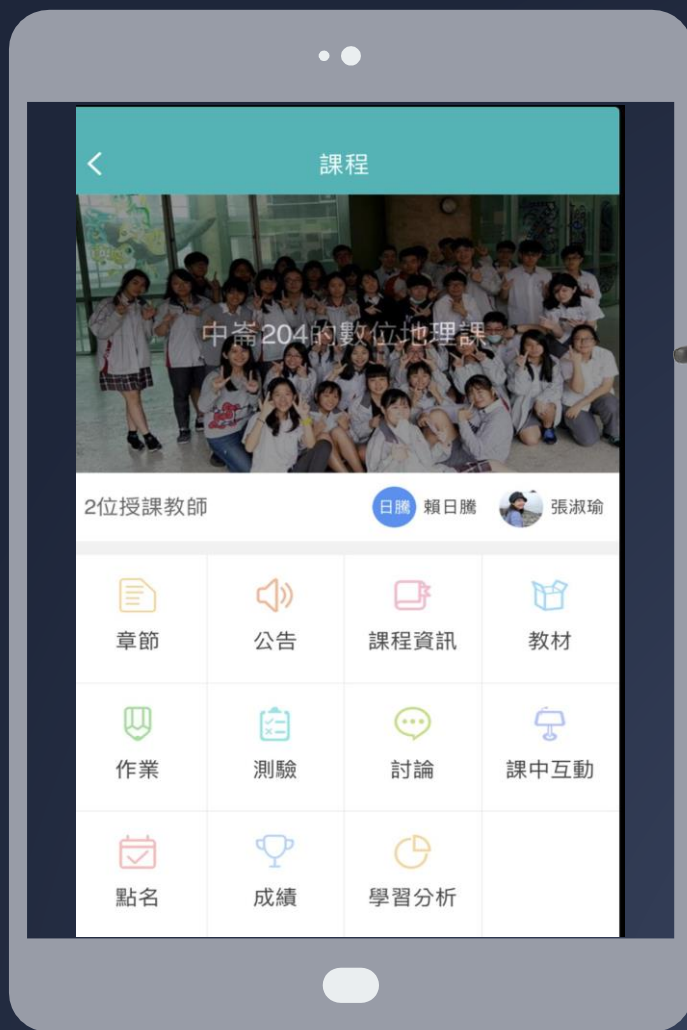 課程
中崙204的數位地理課
2位授課教師 日騰 賴日騰 張淑瑜
章節 公告 課程資訊 教材
作業 測驗 討論 課中互動
點名 成績 學習分析